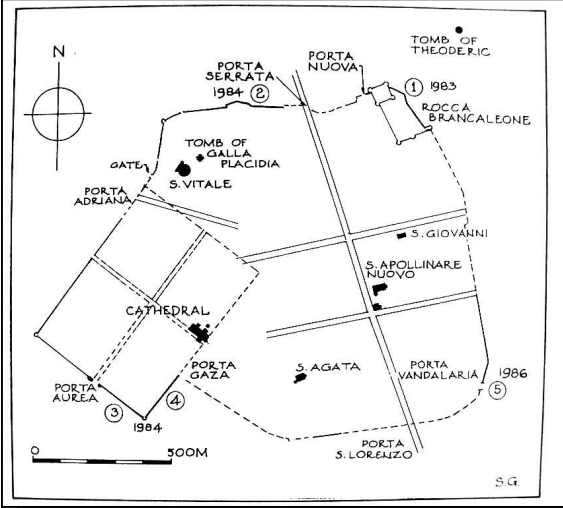 N
TOMB OF
THEODERIC
PORTA
NUOVA
PORTA
SERRATA
1984 2
1 1983
ROCCA
BRANCALEONE
TOMB OF
GALLA
PLACIDIA
GATE
S. VITALE
PORTA
ADRIANA
S. GIOVANNI
S. APOLLINARE
NUOVO
CATHEDRAL
PORTA
GAZA
S. AGATA
PORTA
VANDALARIA
1986
5
PORTA
AUREA
3
4
1984
0
500M
PORTA
S. LORENZO
S.G.